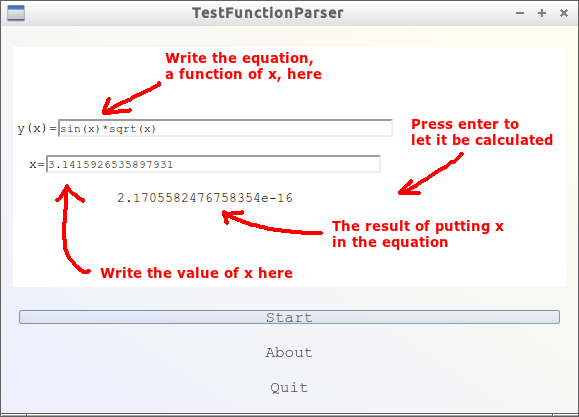 TestFunctionParser
Write the equation,
a function of x, here
y(x)=sin(x)*sqrt(x)
Press enter to
let it be calculated
x=3.1415926535897931
2.1705582476758354e-16
The result of putting x
in the equation
Write the value of x here
Start
About
Quit